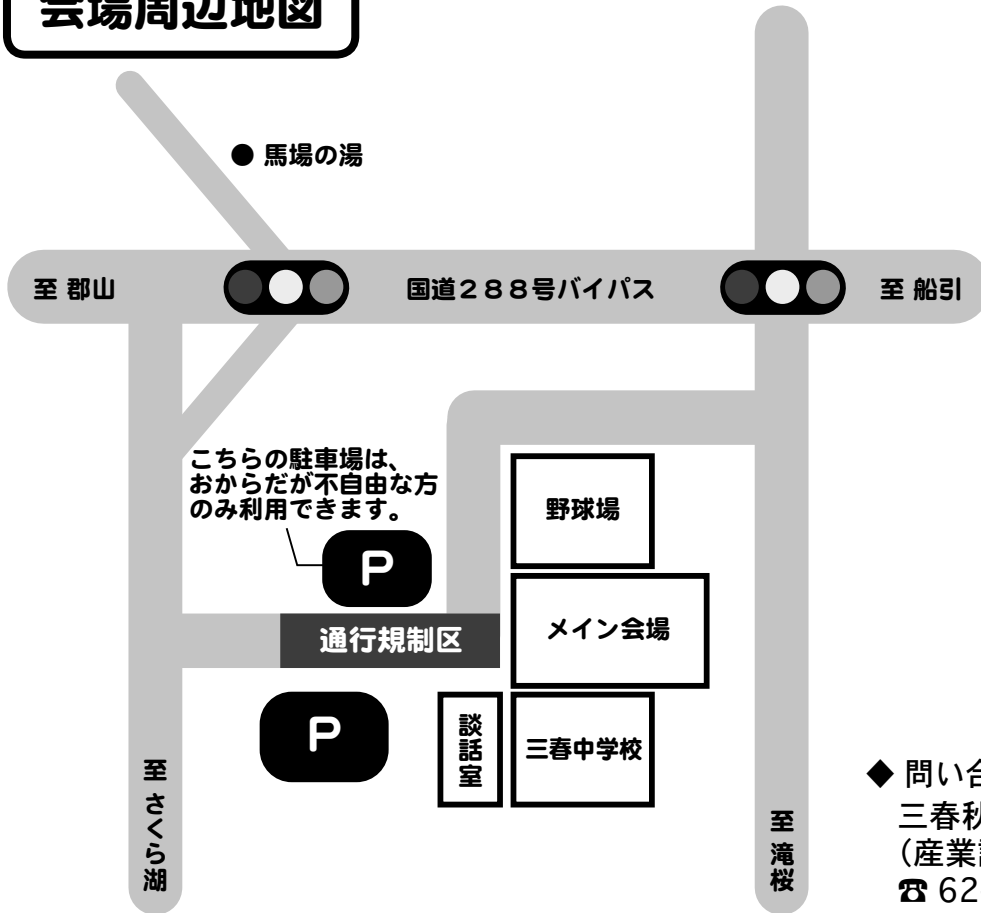 会場周辺地図
● 馬場の湯
至 郡山
国道２８８号バイパス
至 船引
こちらの駐車場は、
おからだが不自由な方
のみ利用できます。
P
野球場
通行規制区
メイン会場
P
談話室
三春中学校
至 さくら湖
至 滝桜
◆ 問い合
三春秋
(産業
☎ 62